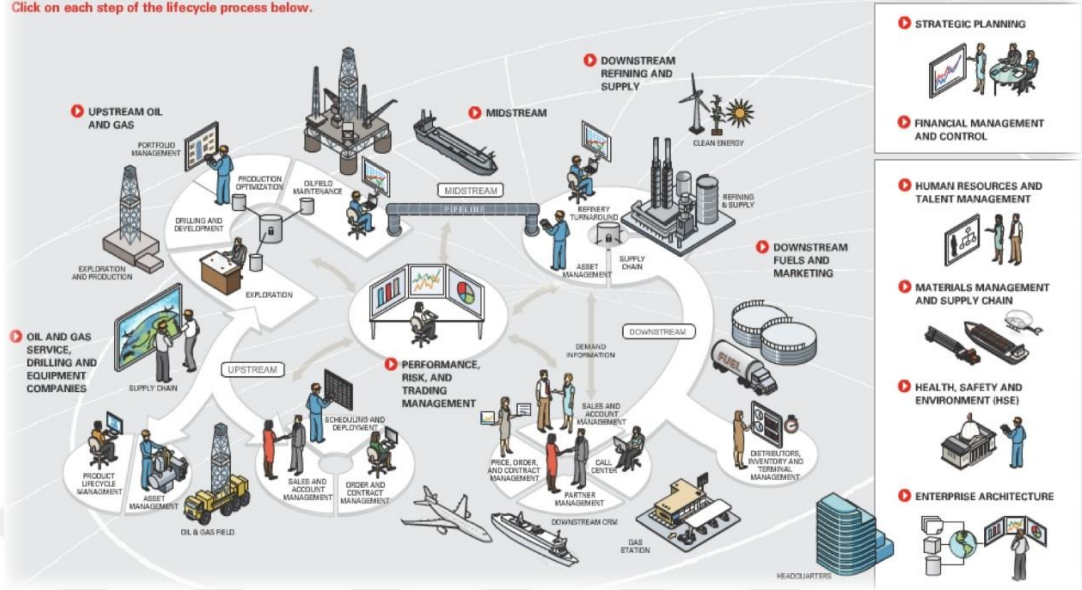 Click on each step of the lifecycle process below.
UPSTREAM OIL
AND GAS
PORTFOLIO
MANAGEMENT
PRODUCTION
OPTIMIZATION
OILFIELD
MAINTENANCE
DRILLING AND
DEVELOPMENT
EXPLORATION
AND PRODUCTION
EXPLORATION
MIDSTREAM
MIDSTREAM
PIPELINE
DOWNSTREAM
REFINING AND
SUPPLY
CLEAN ENERGY
REFINERY
TURNAROUND
REFINING
& SUPPLY
ASSET
MANAGEMENT
SUPPLY
CHAIN
DOWNSTREAM
FUELS AND
MARKETING
OIL AND GAS
SERVICE,
DRILLING AND
EQUIPMENT
COMPANIES
SUPPLY CHAIN
UPSTREAM
PERFORMANCE,
RISK, AND
TRADING
MANAGEMENT
DEMAND
INFORMATION
DOWNSTREAM
FUEL
PRODUCT
LIFECYCLE
MANAGMENT
ASSET
MANAGEMENT
OIL & GAS FIELD
SCHEDULING AND
DEPLOYMENT
SALES AND
ACCOUNT
MANAGEMENT
ORDER AND
CONTRACT
MANAGEMENT
SALES AND
ACCOUNT
MANAGEMENT
PRICE, ORDER,
AND CONTRACT
MANAGEMENT
CALL
CENTER
PARTNER
MANAGEMENT
DOWNSTREAM CRM
GAS
STATION
DISTRIBUTORS,
INVENTORY AND
TERMINAL
MANAGEMENT
HEADQUARTERS
STRATEGIC PLANNING
FINANCIAL MANAGEMENT
AND CONTROL
HUMAN RESOURCES AND
TALENT MANAGEMENT
MATERIALS MANAGEMENT
AND SUPPLY CHAIN
HEALTH, SAFETY AND
ENVIRONMENT (HSE)
ENTERPRISE ARCHITECTURE